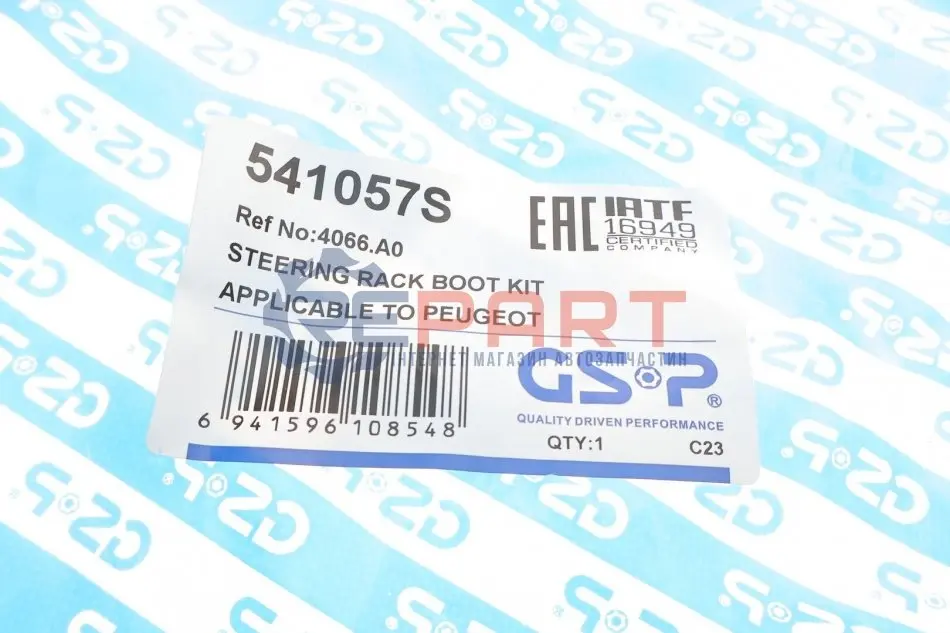 541057S
Ref No:4066.A0
STEERING RACK BOOT KIT
APPLICABLE TO PEUGEOT
EAC
IATF
16949
CERTIFIED
COMPANY
EPART
ІНТЕРНЕТ МАГАЗИН АВТОЗАПЧАСТИН
6 941596 108548
GSP®
QUALITY DRIVEN PERFORMANCE
QTY:1
C23